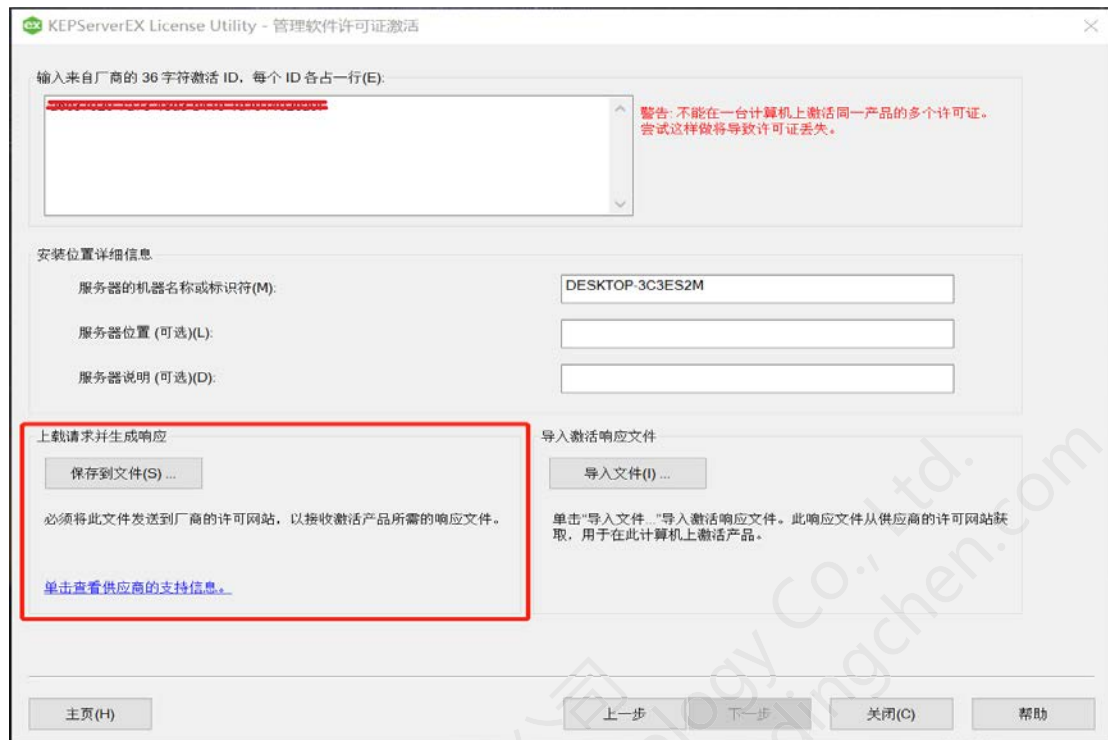 KEPServerEX License Utility - 管理软件许可证激活
输入来自厂商的 36 字符激活 ID，每个 ID 各占一行(E):
警告: 不能在一台计算机上激活同一产品的多个许可证。
尝试这样做将导致许可证丢失。
安装位置详细信息
服务器的机器名称或标识符(M):
DESKTOP-3C3ES2M
服务器位置 (可选)(L):
服务器说明 (可选)(D):
上载请求并生成响应
保存到文件(S) ...
必须将此文件发送到厂商的许可网站，以接收激活产品所需的响应文件。
单击查看供应商的支持信息。
导入激活响应文件
导入文件(I) ...
单击"导入文件..."导入激活响应文件。此响应文件从供应商的许可网站获
取，用于在此计算机上激活产品。
主页(H)
上一步
下一步
关闭(C)
帮助
司
ology Co., Ltd.
ingchen.com